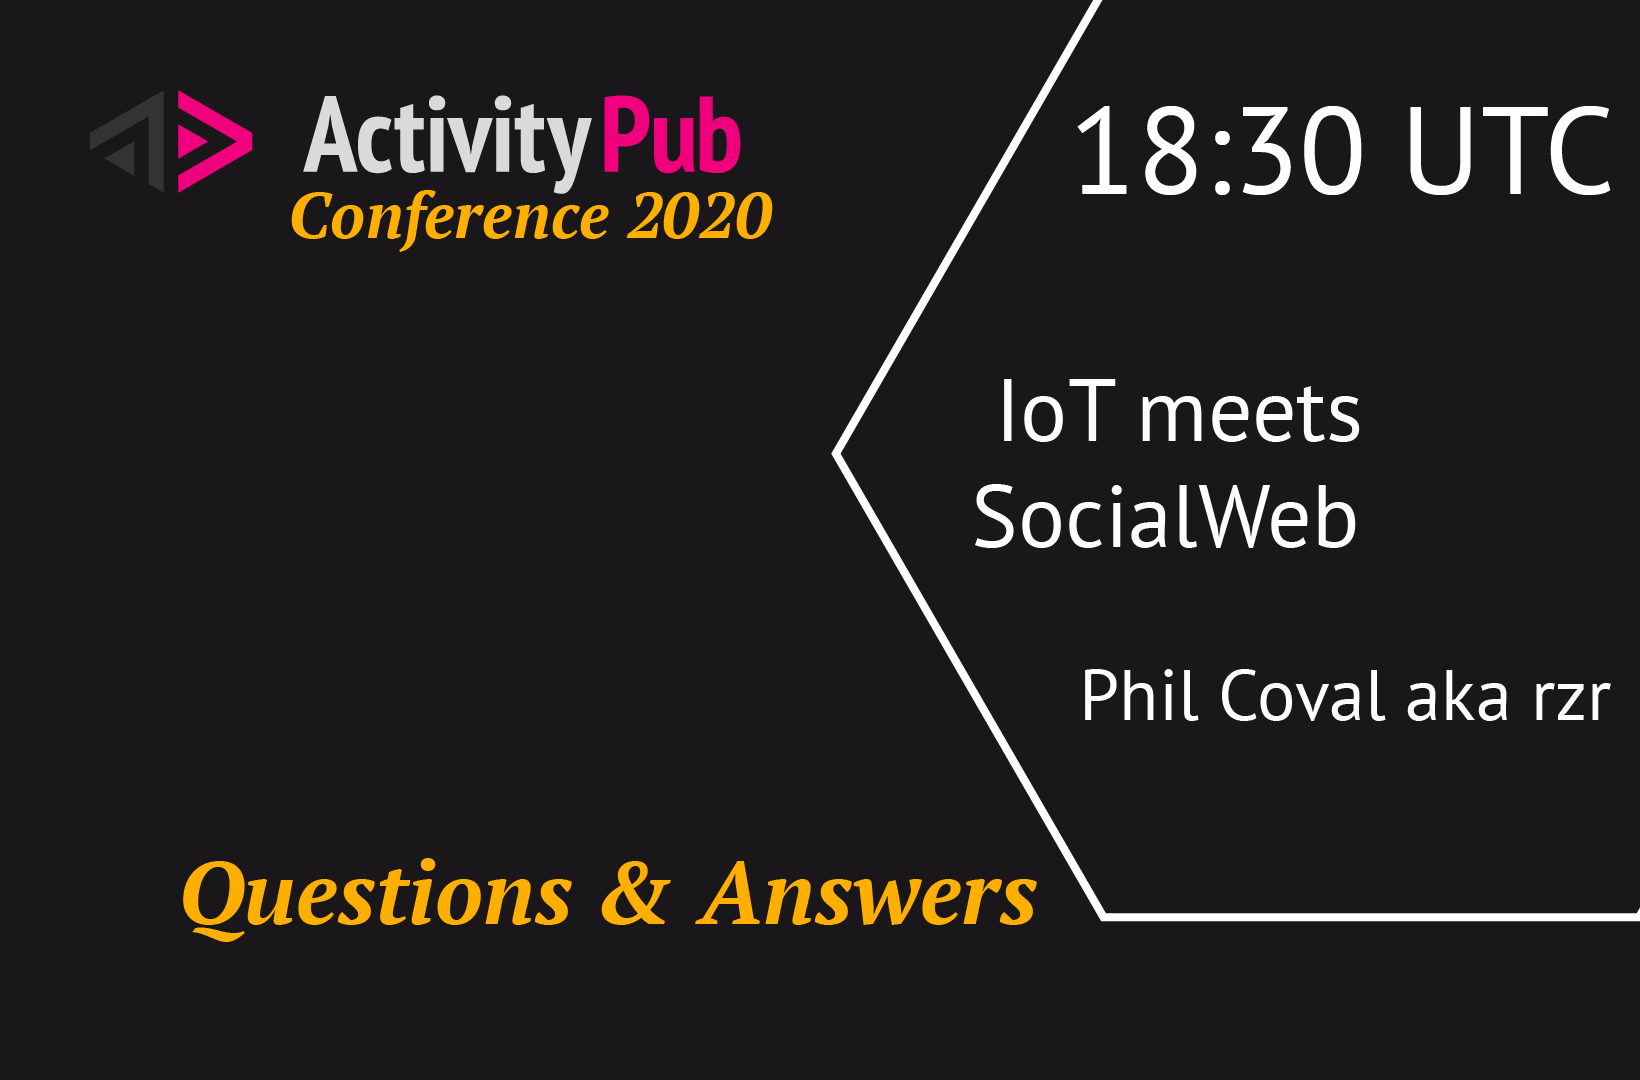 ActivityPub
Conference 2020
18:30 UTC
IoT meets
SocialWeb
Phil Coval aka rzr
Questions & Answers